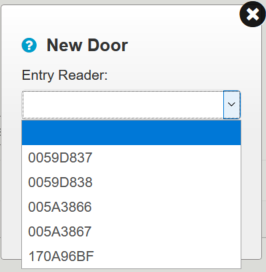 ? New Door
Entry Reader:
0059D837
0059D838
005A3866
005A3867
170A96BF